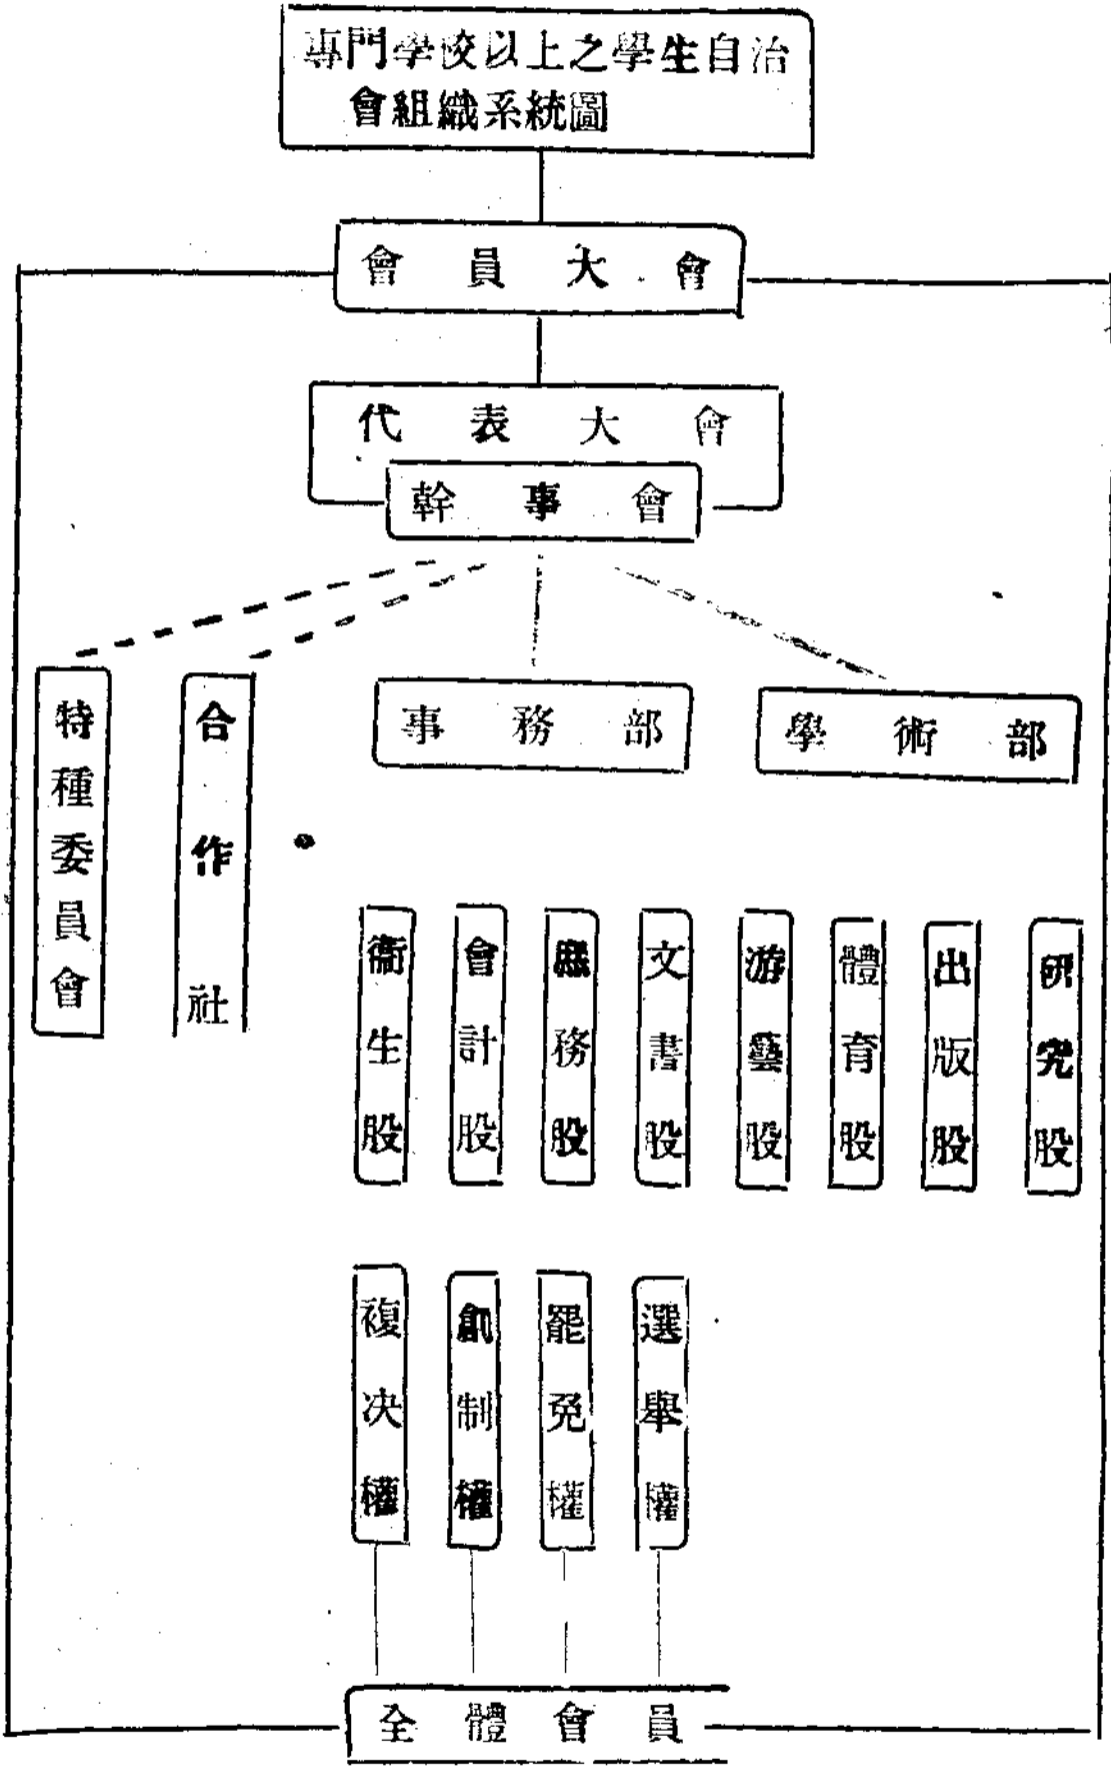 專門學校以上之學生自治
會組織系統圖
會員大會
代表大會
幹事會
特種委員會
合作社
事務部
學術部
衞生股
會計股
庶務股
文書股
游藝股
體育股
出版股
研究股
複决權
創制權
罷免權
選舉權
全體會員